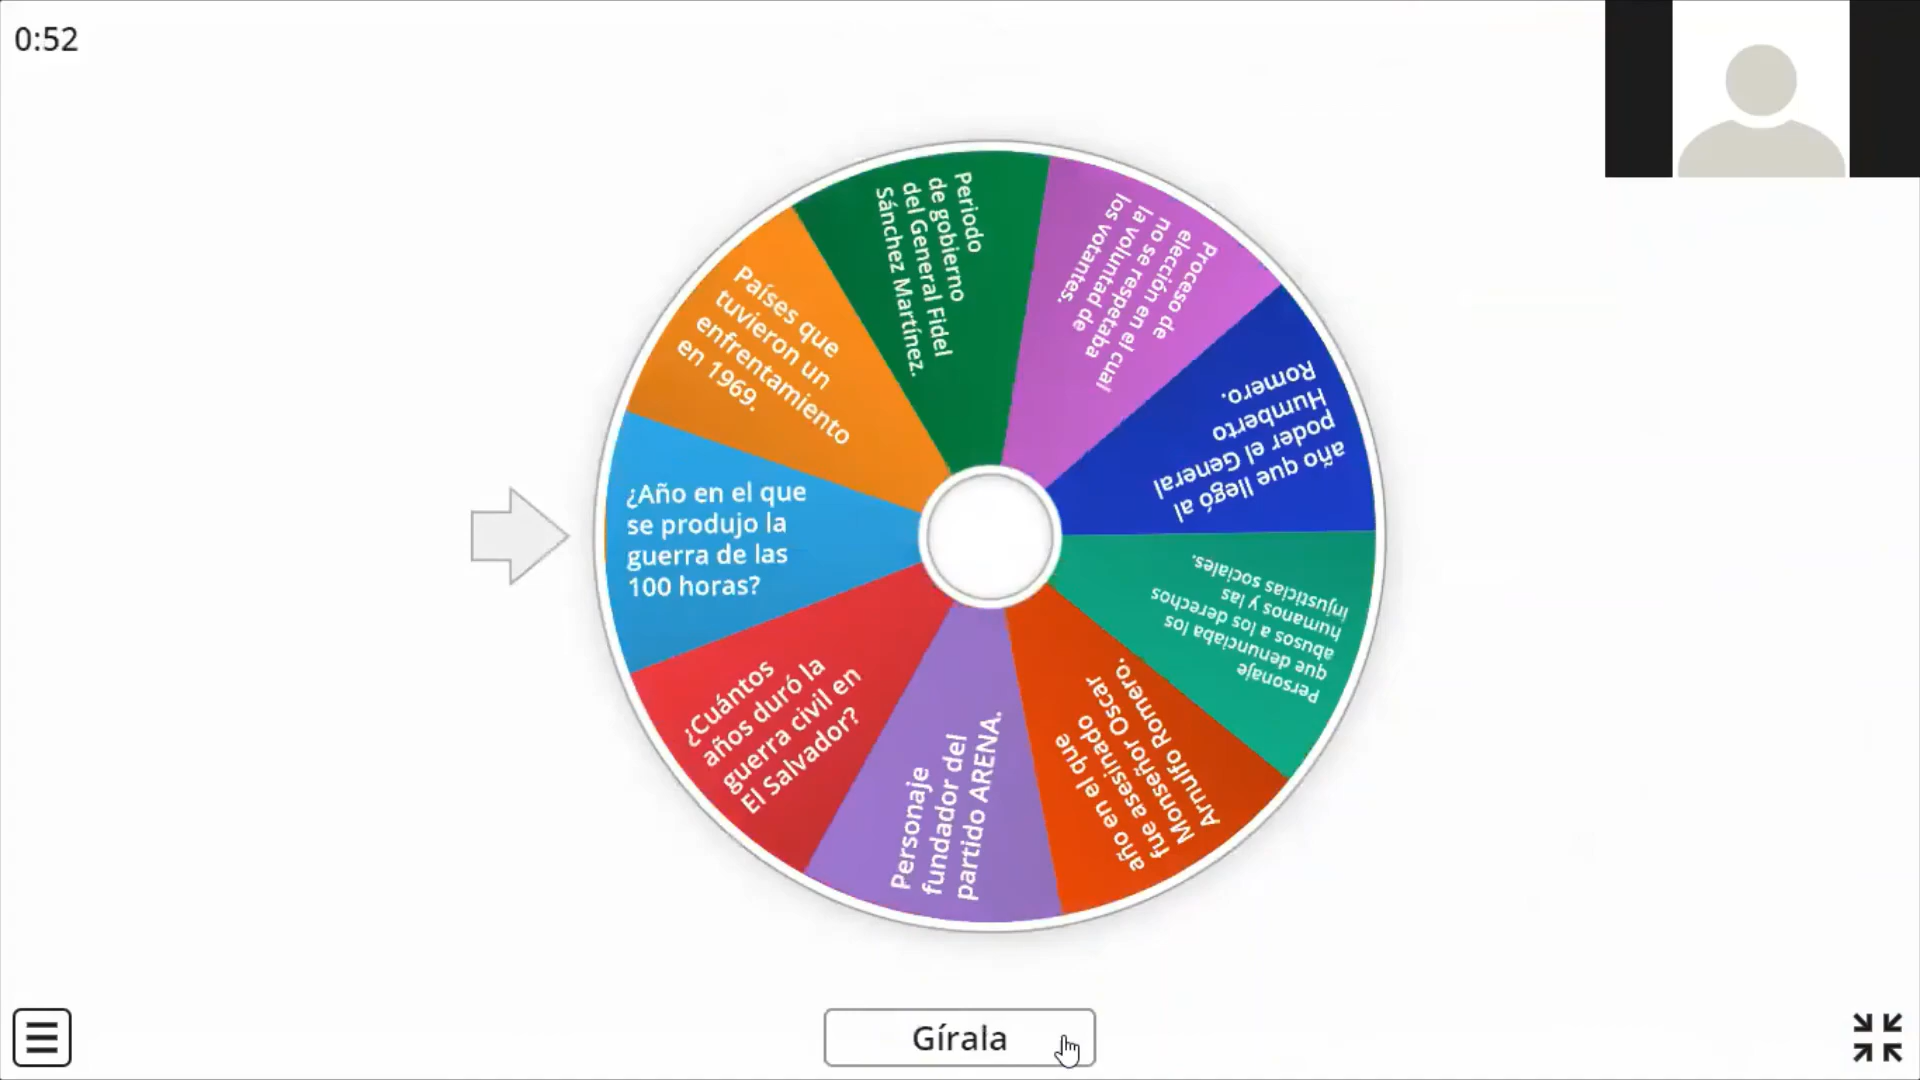 0:52
Periodo
de gobierno
del General Fidel
Sánchez Martínez.
Proceso de
elección en el cual
no se respetaba
la voluntad de
los votantes.
año que llegó al
poder el General
Humberto
Romero.
Personaje
que denunciaba los
abusos a los derechos
humanos y las
injusticias sociales.
año en el que
fue asesinado
Monseñor Oscar
Arnulfo Romero.
Personaje
fundador del
partido ARENA.
¿Cuántos
años duró la
guerra civil en
El Salvador?
¿Año en el que
se produjo la
guerra de las
100 horas?
Países que
tuvieron un
enfrentamiento
en 1969.
Gírala